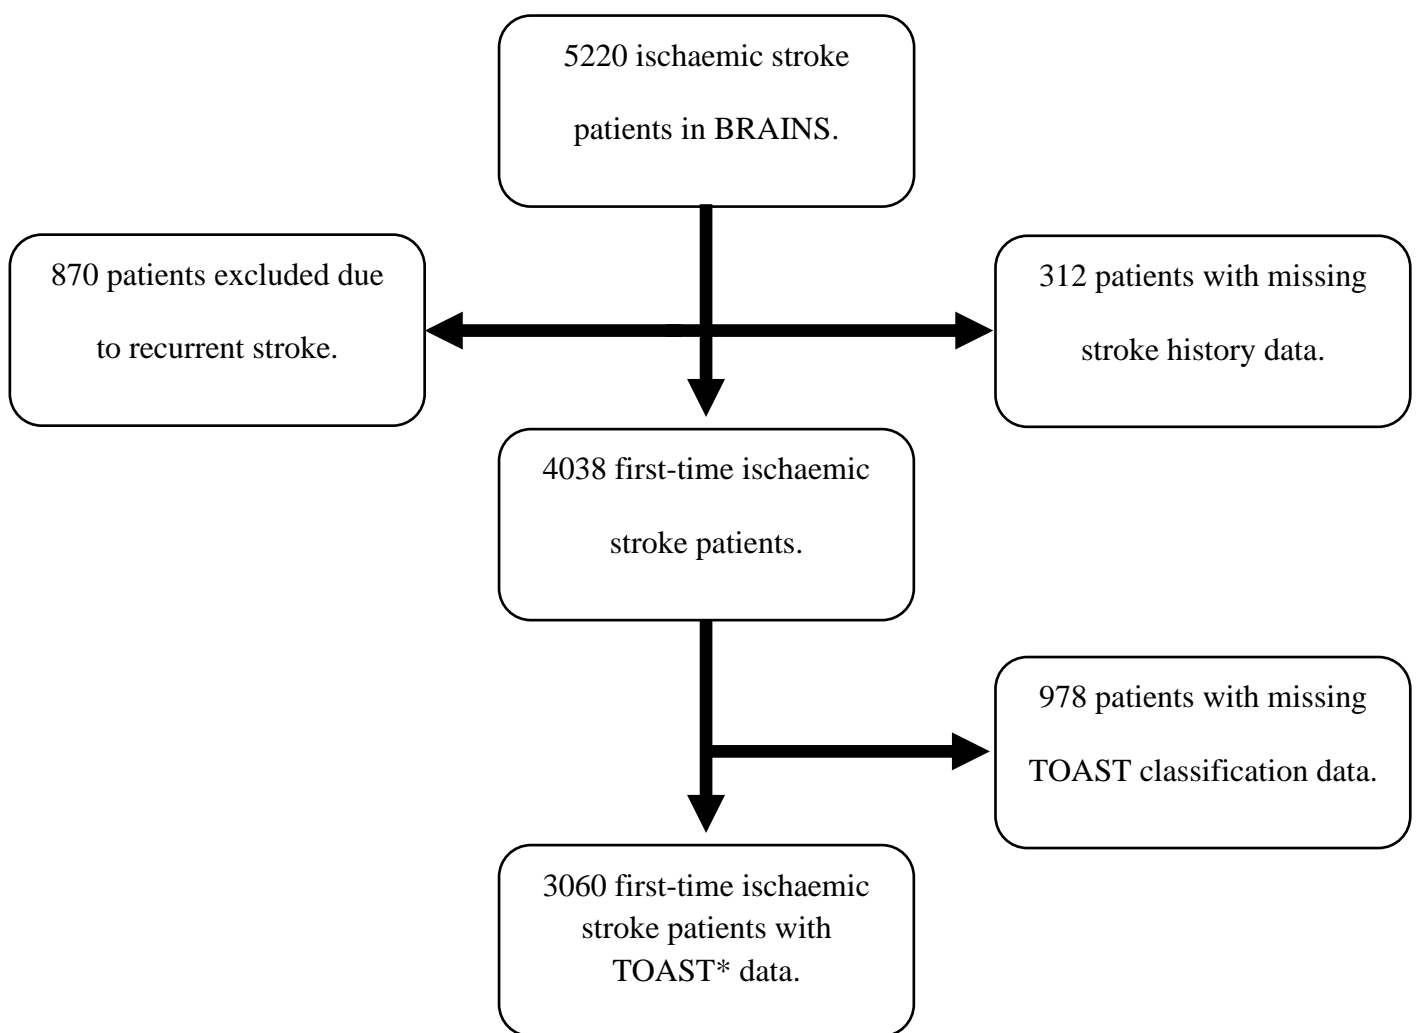 5220 ischaemic stroke
patients in BRAINS.
870 patients excluded due
to recurrent stroke.
312 patients with missing
stroke history data.
4038 first-time ischaemic
stroke patients.
978 patients with missing
TOAST classification data.
3060 first-time ischaemic
stroke patients with
TOAST* data.